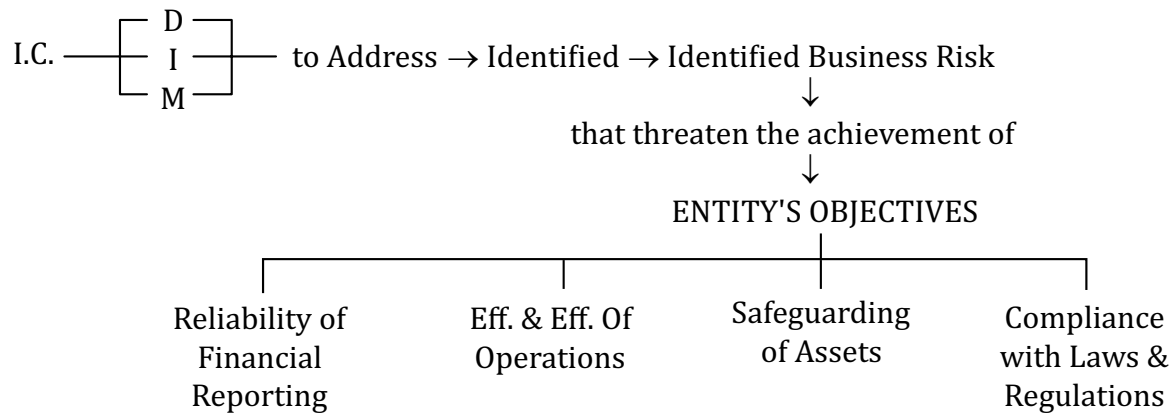 D
I.C. I to Address → Identified → Identified Business Risk
M
↓
that threaten the achievement of
↓
ENTITY'S OBJECTIVES
Reliability of
Financial
Reporting
Eff. & Eff. Of
Operations
Safeguarding
of Assets
Compliance
with Laws &
Regulations